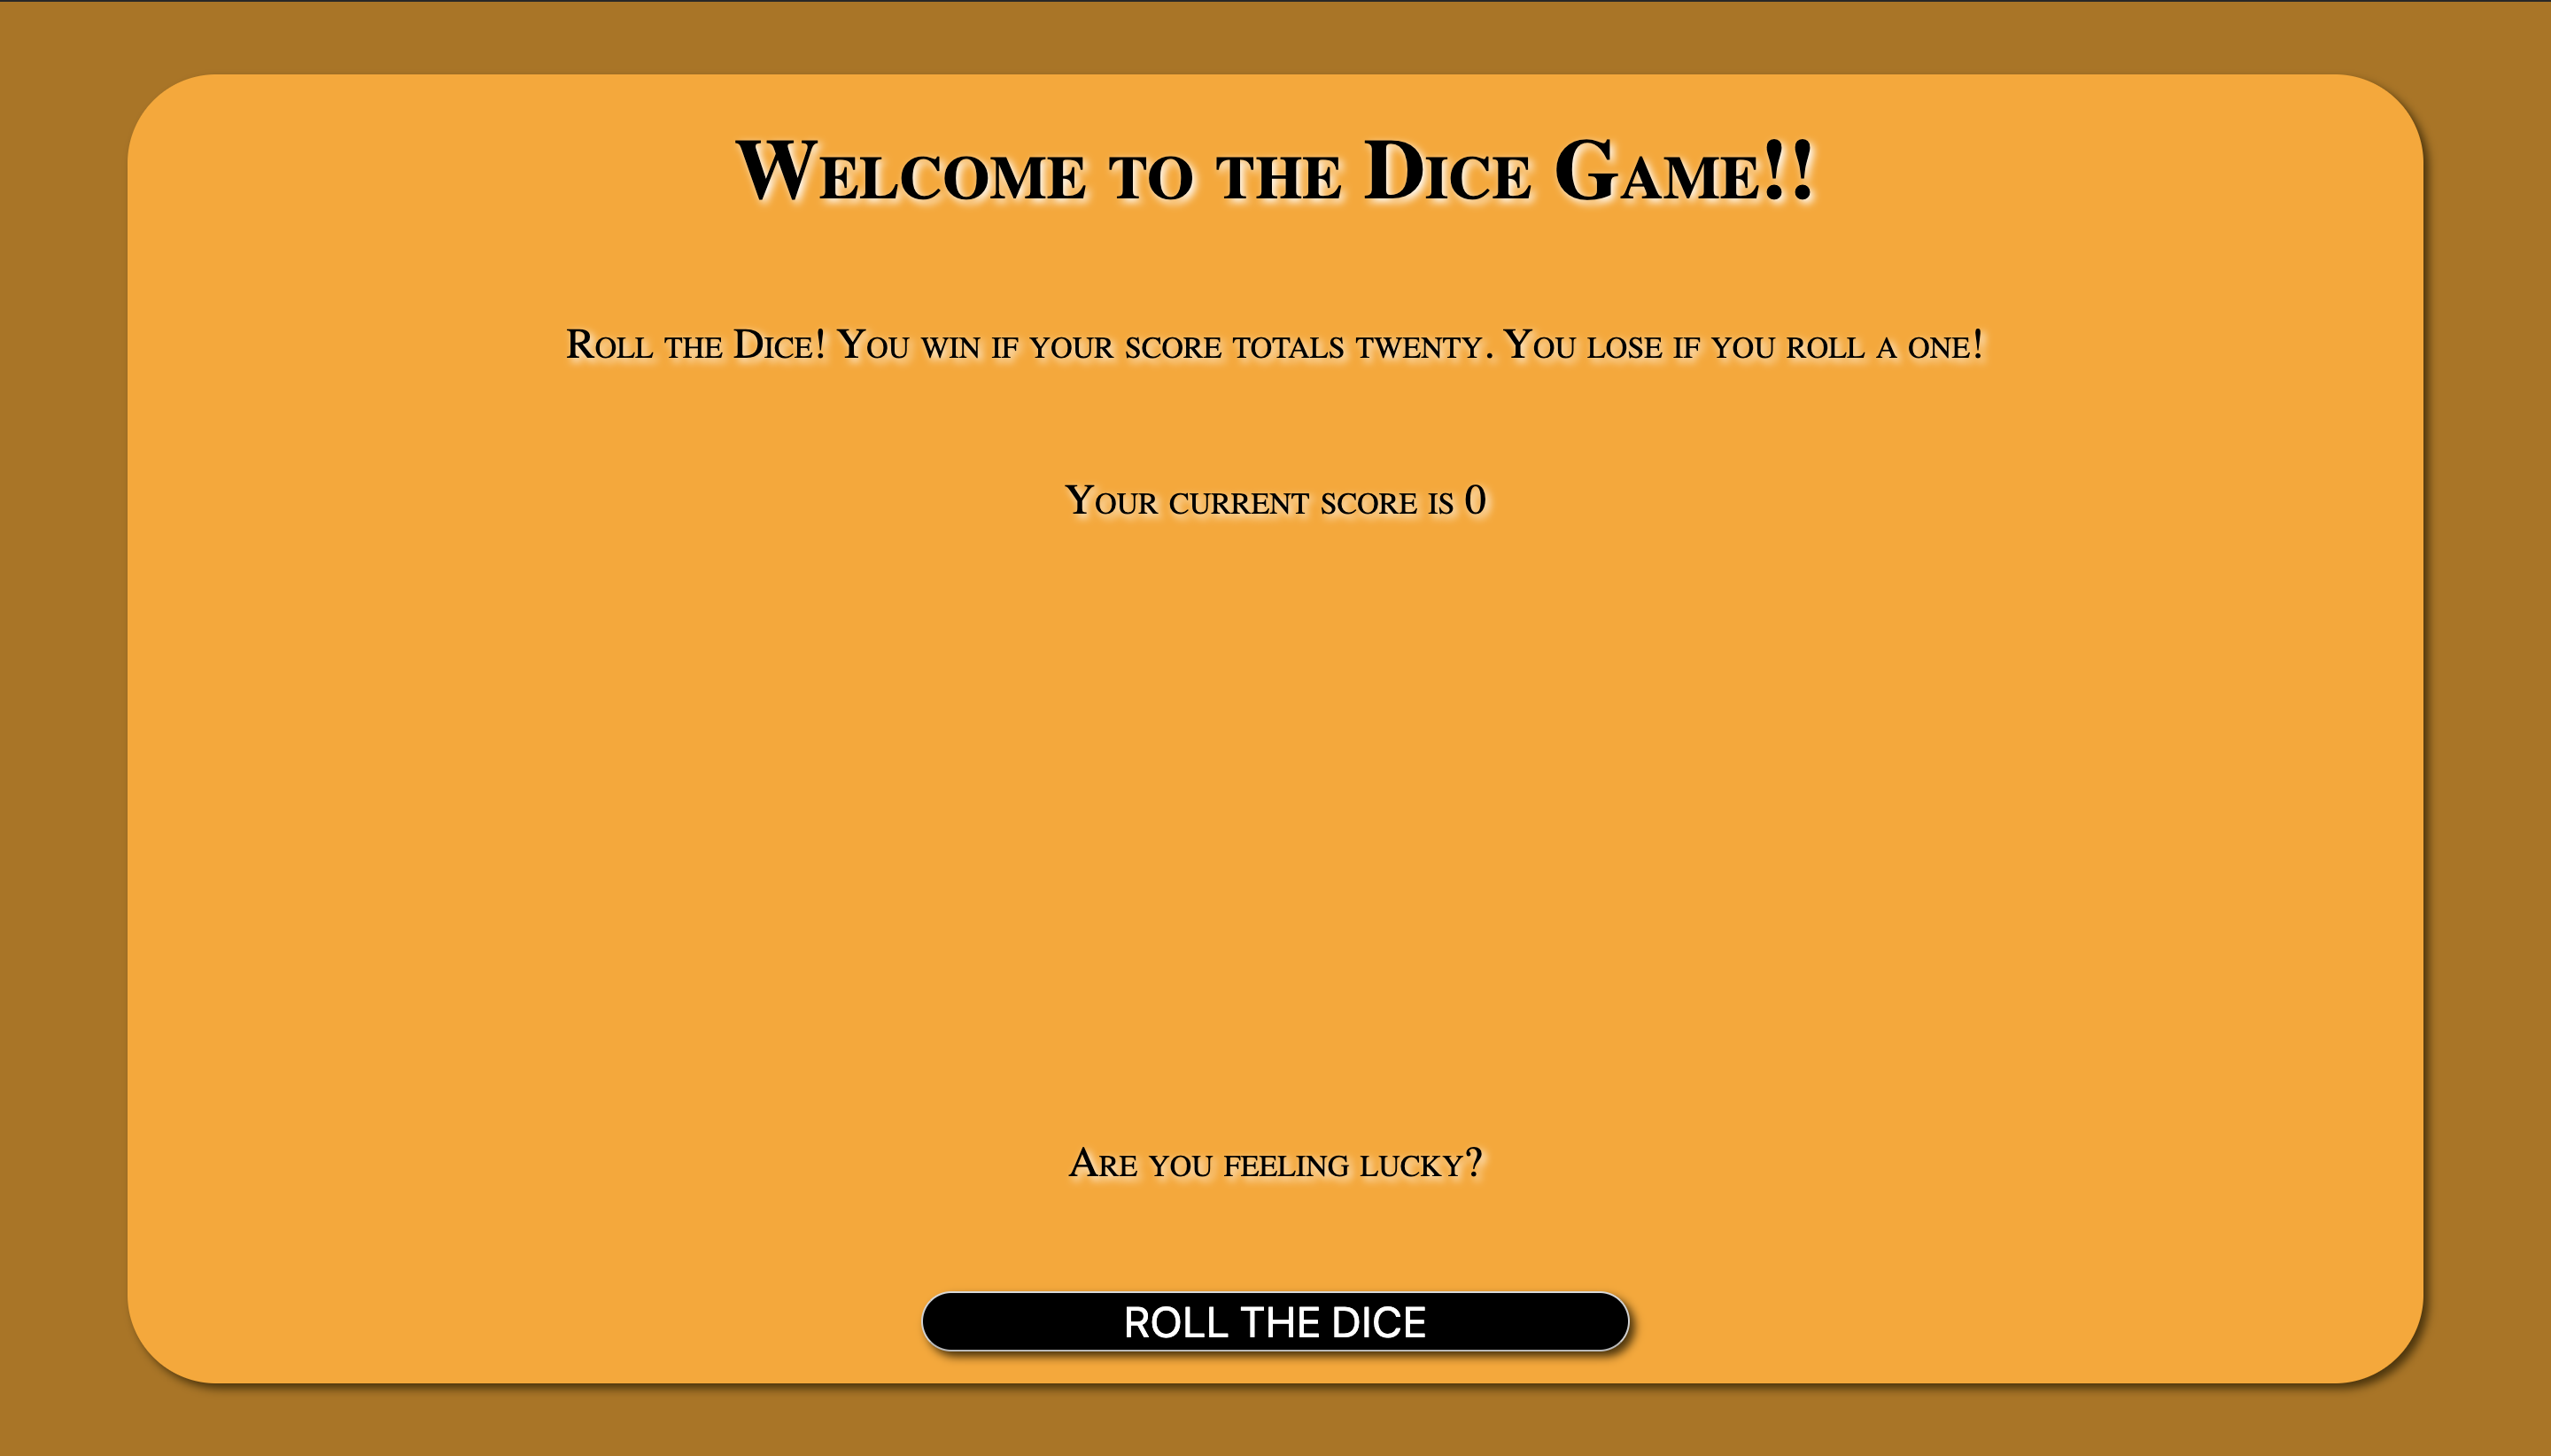 Welcome to the Dice Game!!
Roll the Dice! You win if your score totals twenty. You lose if you roll a one!
Your current score is 0
Are you feeling lucky?
ROLL THE DICE